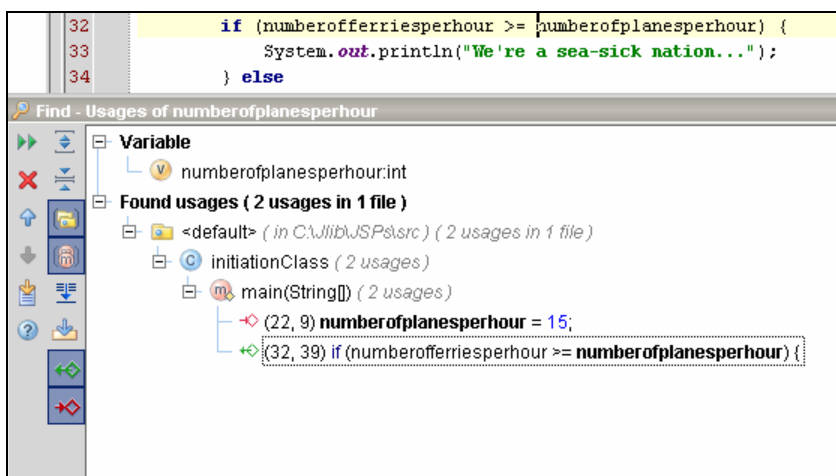 32 if (numberofferriesperhour >= numberofplanesperhour) {
33 System.out.println("We're a sea-sick nation...");
34 } else
Find - Usages of numberofplanesperhour
Variable
V numberofplanesperhour:int
Found usages ( 2 usages in 1 file )
<default> ( in C:\Jlib\JSPs\src ) ( 2 usages in 1 file )
C initiationClass ( 2 usages )
m main(String[]) ( 2 usages )
(22, 9) numberofplanesperhour = 15;
(32, 39) if (numberofferriesperhour >= numberofplanesperhour) {